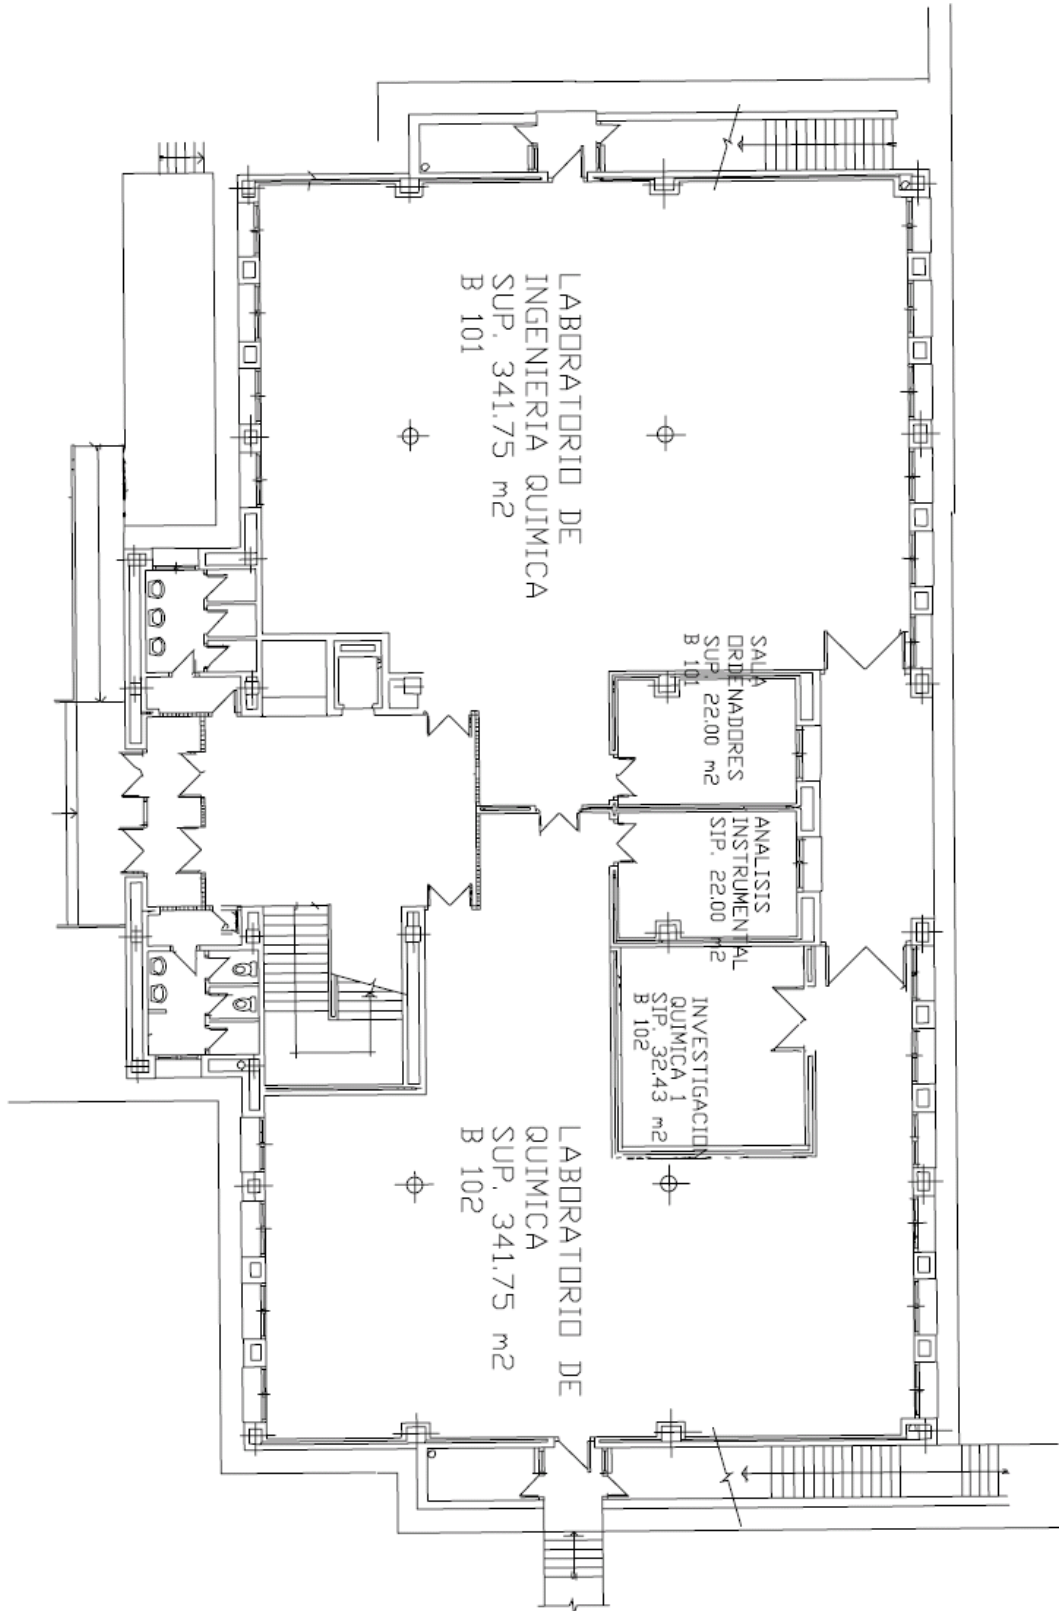 LABORATORIO DE
INGENIERIA QUIMICA
SUP. 341.75 m2
B 101
SALA
ORDENADORES
SUP 22.00 m2
B 101
ANALISIS
INSTRUMENTAL
SIP. 22.00 m2
INVESTIGACION
QUIMICA 1
SIP. 32.43 m2
B 102
LABORATORIO DE
QUIMICA
SUP. 341.75 m2
B 102